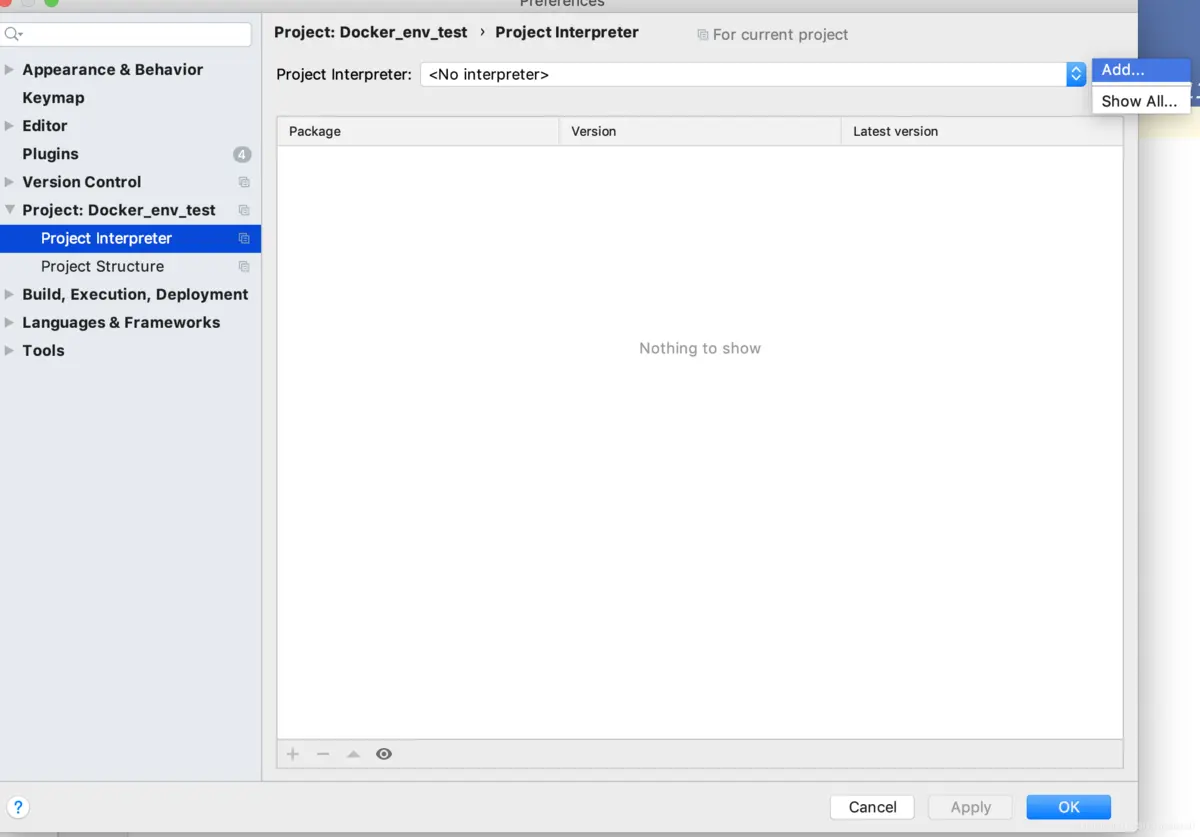 Preferences
Project: Docker_env_test › Project Interpreter
For current project
Appearance & Behavior
Keymap
Editor
Plugins 4
Version Control
Project: Docker_env_test
Project Interpreter
Project Structure
Build, Execution, Deployment
Languages & Frameworks
Tools
Project Interpreter: <No interpreter>
Add...
Show All...
Package Version Latest version
Nothing to show
?
Cancel Apply OK